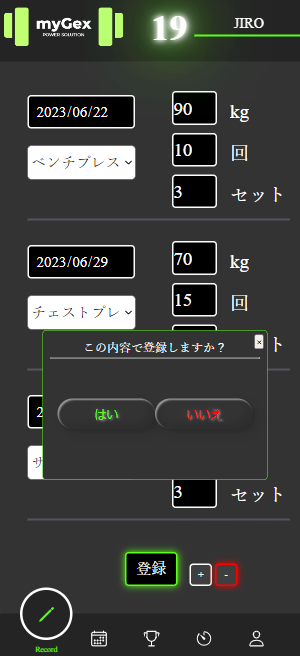 myGex
POWER SOLUTION
19
JIRO
2023/06/22
90 kg
ベンチプレス
10 回
3 セット
2023/06/29
70 kg
チェストプレ
15 回
この内容で登録しますか？
×
はい
いいえ
3 セット
登録
+
-
Record